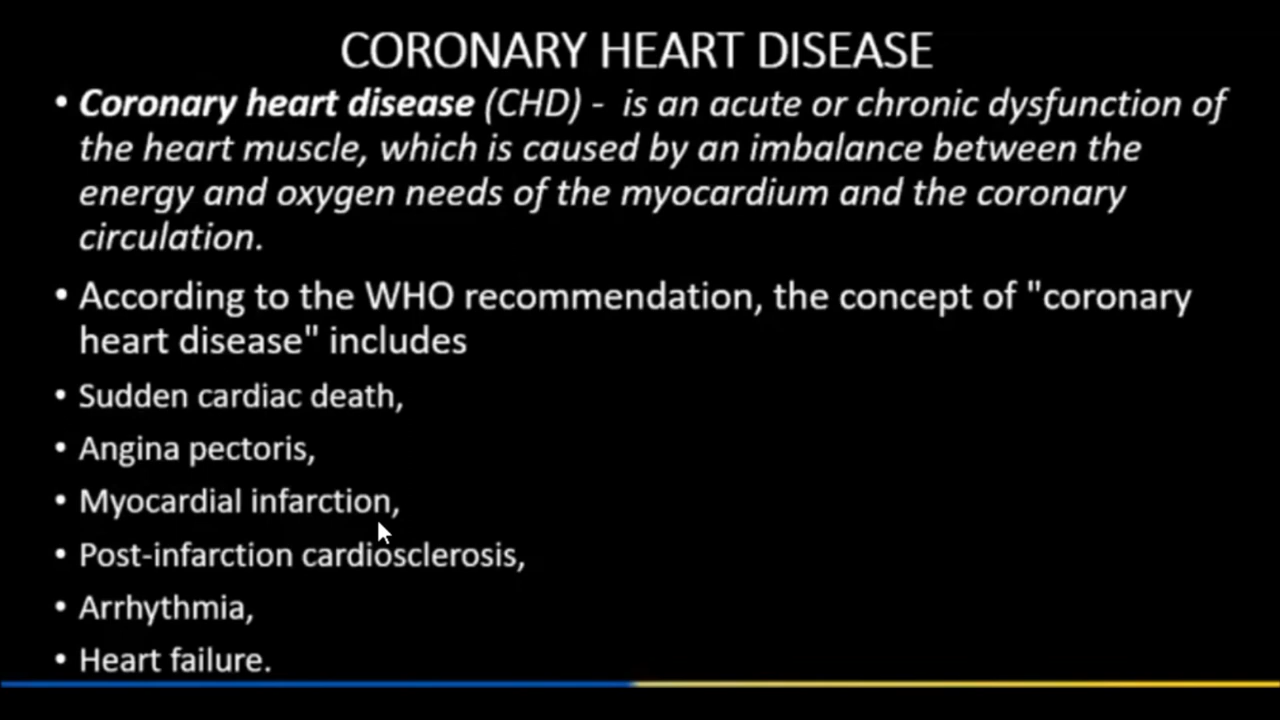 CORONARY HEART DISEASE
• Coronary heart disease (CHD) - is an acute or chronic dysfunction of
the heart muscle, which is caused by an imbalance between the
energy and oxygen needs of the myocardium and the coronary
circulation.
• According to the WHO recommendation, the concept of "coronary
heart disease" includes
• Sudden cardiac death,
• Angina pectoris,
• Myocardial infarction,
• Post-infarction cardiosclerosis,
• Arrhythmia,
• Heart failure.